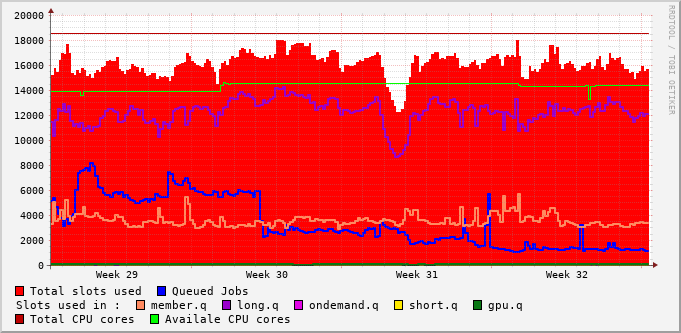 20000
18000
16000
14000
12000
10000
8000
6000
4000
2000
0
Week 29 Week 30 Week 31 Week 32
Total slots used Queued Jobs
Slots used in : member.q long.q ondemand.q short.q gpu.q
Total CPU cores Availale CPU cores
RRDTOOL / TOBI OETIKER